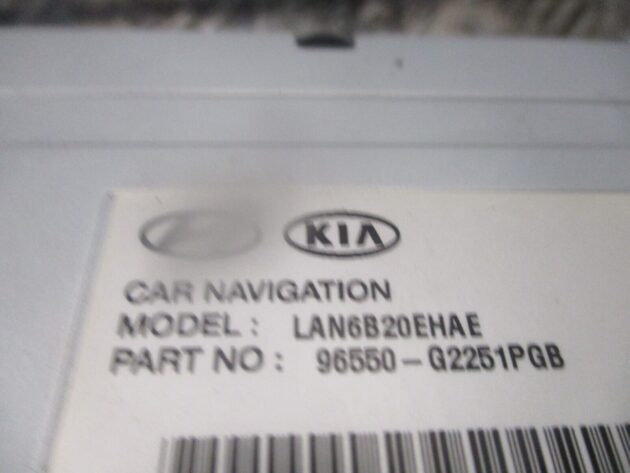 KIA
CAR NAVIGATION
MODEL : LAN6B20EHAE
PART NO : 96550-G2251PGB